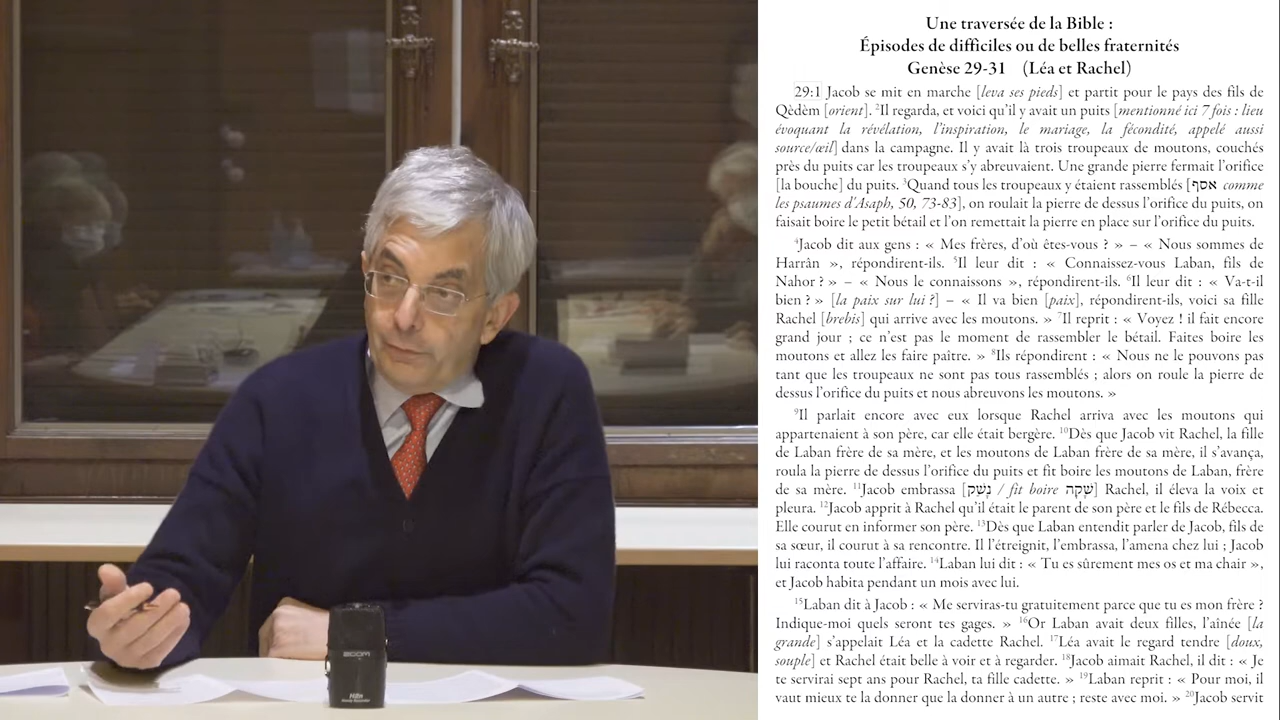 Une traversée de la Bible :
Épisodes de difficiles ou de belles fraternités
Genèse 29-31 (Léa et Rachel)
29:1 Jacob se mit en marche [leva ses pieds] et partit pour le pays des fils de
Qèdèm [orient]. ²Il regarda, et voici qu’il y avait un puits [mentionné ici 7 fois : lieu
évoquant la révélation, l’inspiration, le mariage, la fécondité, appelé aussi
source/œil] dans la campagne. Il y avait là trois troupeaux de moutons, couchés
près du puits car les troupeaux s’y abreuvaient. Une grande pierre fermait l’orifice
[la bouche] du puits. ³Quand tous les troupeaux y étaient rassemblés [אסף comme
les psaumes d’Asaph, 50, 73-83], on roulait la pierre de dessus l’orifice du puits, on
faisait boire le petit bétail et l’on remettait la pierre en place sur l’orifice du puits.
⁴Jacob dit aux gens : « Mes frères, d’où êtes-vous ? » – « Nous sommes de
Harrân », répondirent-ils. ⁵Il leur dit : « Connaissez-vous Laban, fils de
Nahor ? » – « Nous le connaissons », répondirent-ils. ⁶Il leur dit : « Va-t-il
bien ? » [la paix sur lui ?] – « Il va bien [paix], répondirent-ils, voici sa fille
Rachel [brebis] qui arrive avec les moutons. » ⁷Il reprit : « Voyez ! il fait encore
grand jour ; ce n’est pas le moment de rassembler le bétail. Faites boire les
moutons et allez les faire paître. » ⁸Ils répondirent : « Nous ne le pouvons pas
tant que les troupeaux ne sont pas tous rassemblés ; alors on roule la pierre de
dessus l’orifice du puits et nous abreuvons les moutons. »
⁹Il parlait encore avec eux lorsque Rachel arriva avec les moutons qui
appartenaient à son père, car elle était bergère. ¹⁰Dès que Jacob vit Rachel, la fille
de Laban frère de sa mère, et les moutons de Laban frère de sa mère, il s’avança,
roula la pierre de dessus l’orifice du puits et fit boire les moutons de Laban, frère
de sa mère. ¹¹Jacob embrassa [נָשַׁק / fit boire שָׁקָה] Rachel, il éleva la voix et
pleura. ¹²Jacob apprit à Rachel qu’il était le parent de son père et le fils de Rébecca.
Elle courut en informer son père. ¹³Dès que Laban entendit parler de Jacob, fils de
sa sœur, il courut à sa rencontre. Il l’étreignit, l’embrassa, l’amena chez lui ; Jacob
lui raconta toute l’affaire. ¹⁴Laban lui dit : « Tu es sûrement mes os et ma chair »,
et Jacob habita pendant un mois avec lui.
¹⁵Laban dit à Jacob : « Me serviras-tu gratuitement parce que tu es mon frère ?
Indique-moi quels seront tes gages. » ¹⁶Or Laban avait deux filles, l’aînée [la
grande] s’appelait Léa et la cadette Rachel. ¹⁷Léa avait le regard tendre [doux,
souple] et Rachel était belle à voir et à regarder. ¹⁸Jacob aimait Rachel, il dit : « Je
te servirai sept ans pour Rachel, ta fille cadette. » ¹⁹Laban reprit : « Pour moi, il
vaut mieux te la donner que la donner à un autre ; reste avec moi. » ²⁰Jacob servit
zoom
H2n
Handy Recorder